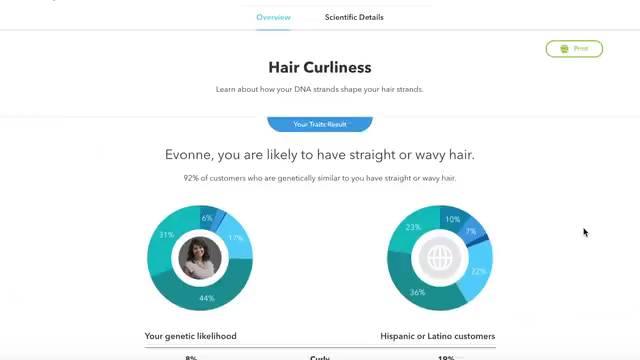 Overview Scientific Details
Print
Hair Curliness
Learn about how your DNA strands shape your hair strands.
Your Traits Result
Evonne, you are likely to have straight or wavy hair.
92% of customers who are genetically similar to you have straight or wavy hair.
6% 10%
31% 17% 23% 7%
22%
44% 36%
Your genetic likelihood Hispanic or Latino customers
8% Curly 19%